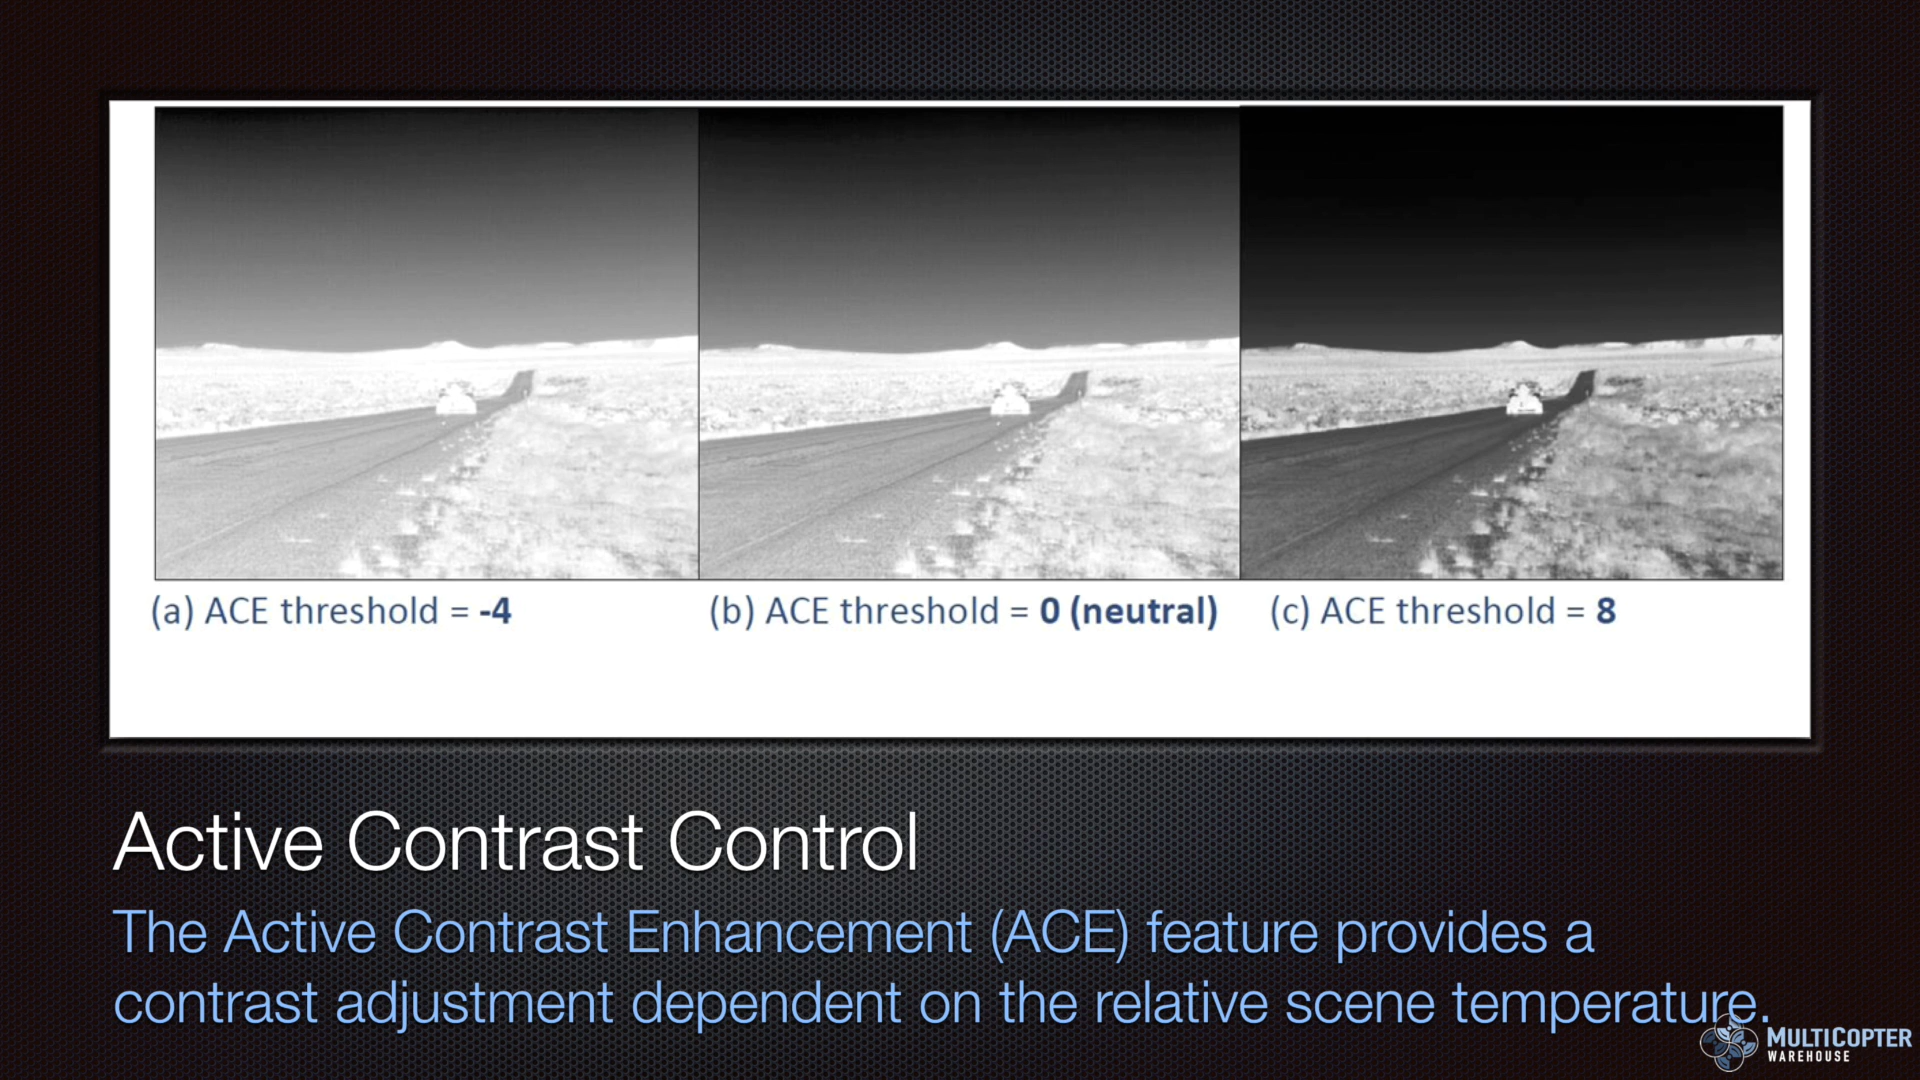 (a) ACE threshold = -4
(b) ACE threshold = 0 (neutral)
(c) ACE threshold = 8
Active Contrast Control
The Active Contrast Enhancement (ACE) feature provides a
contrast adjustment dependent on the relative scene temperature.
MULTICOPTER
WAREHOUSE